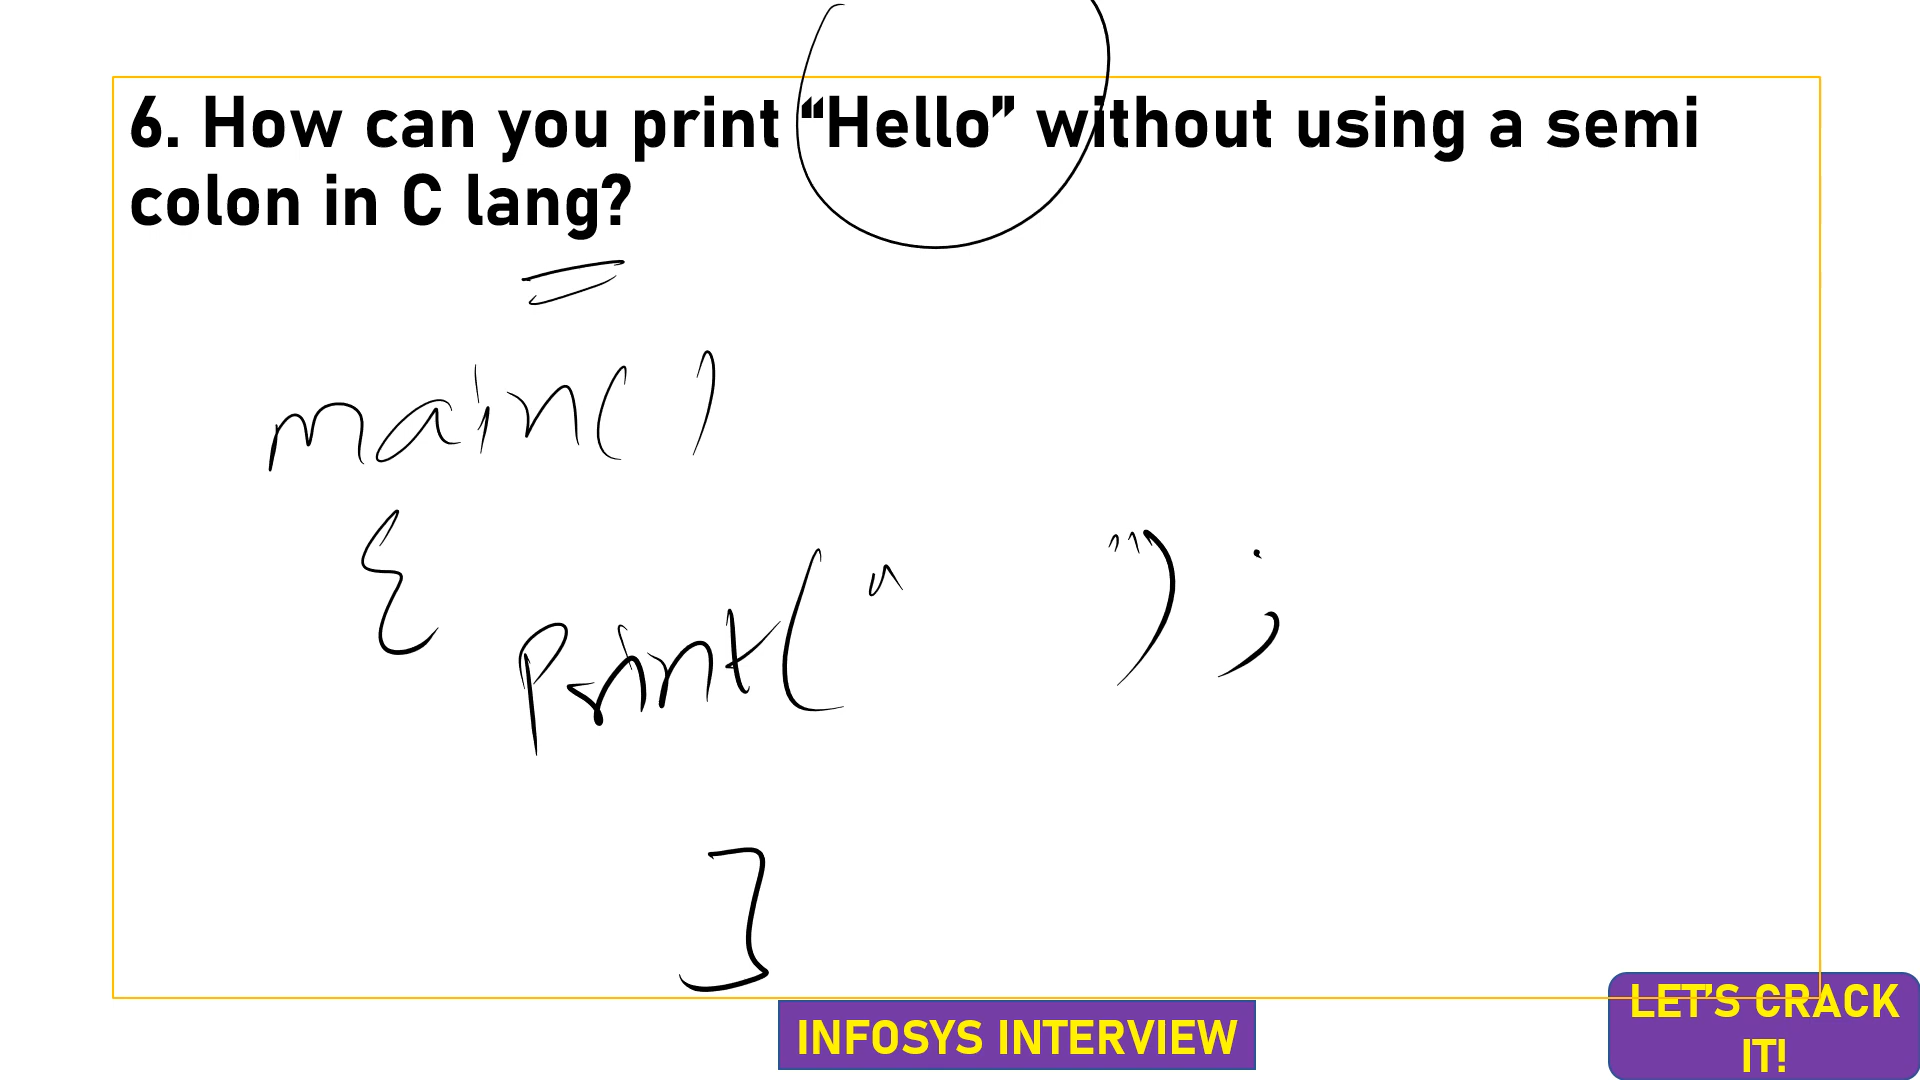 6. How can you print “Hello” without using a semi
colon in C lang?
main( )
{
print(" ");
}
INFOSYS INTERVIEW
LET'S CRACK
IT!